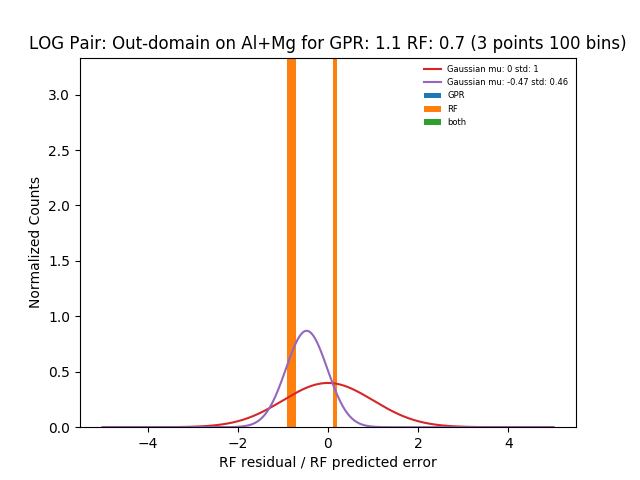 LOG Pair: Out-domain on Al+Mg for GPR: 1.1 RF: 0.7 (3 points 100 bins)
Gaussian mu: 0 std: 1
Gaussian mu: -0.47 std: 0.46
GPR
RF
both
Normalized Counts
3.0
2.5
2.0
1.5
1.0
0.5
0.0
−4 −2 0 2 4
RF residual / RF predicted error